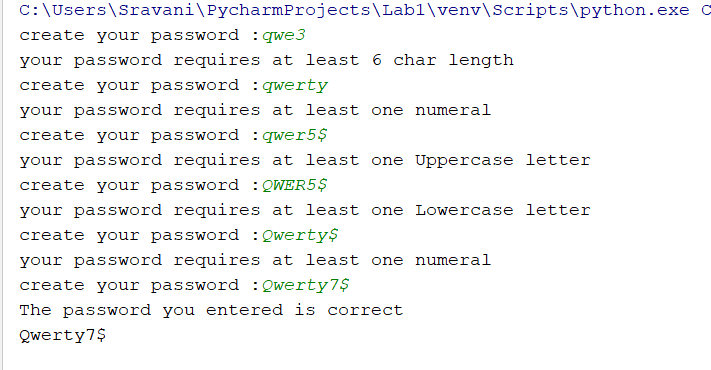 C:\Users\Sravani\PycharmProjects\Lab1\venv\Scripts\python.exe C
create your password :qwe3
your password requires at least 6 char length
create your password :qwerty
your password requires at least one numeral
create your password :qwer5$
your password requires at least one Uppercase letter
create your password :QWER5$
your password requires at least one Lowercase letter
create your password :Qwerty$
your password requires at least one numeral
create your password :Qwerty7$
The password you entered is correct
Qwerty7$